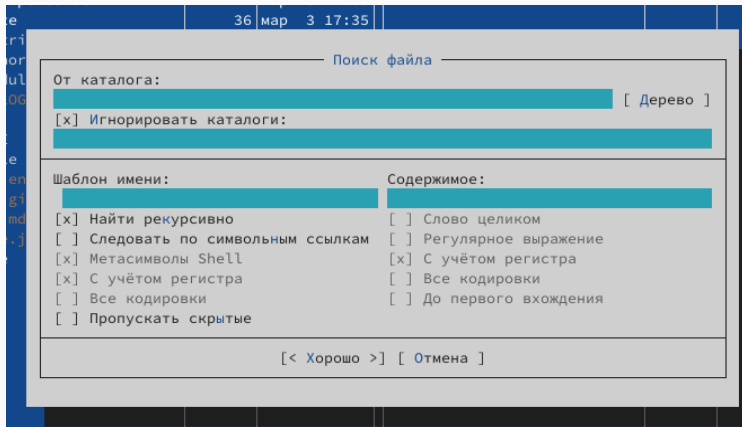 36 мар 3 17:35
Поиск файла
От каталога:
[ Дерево ]
[x] Игнорировать каталоги:
Шаблон имени:
[x] Найти рекурсивно
[ ] Следовать по символьным ссылкам
[x] Метасимволы Shell
[x] С учётом регистра
[ ] Все кодировки
[ ] Пропускать скрытые
Содержимое:
[ ] Слово целиком
[ ] Регулярное выражение
[x] С учётом регистра
[ ] Все кодировки
[ ] До первого вхождения
[< Хорошо >] [ Отмена ]